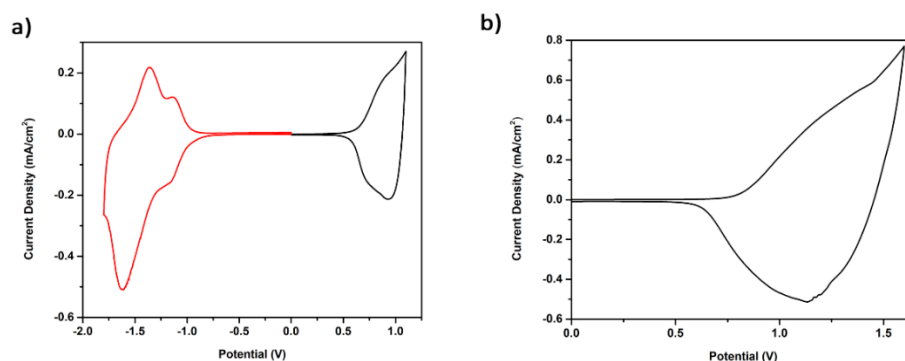 a)
0.2
0.0
-0.2
-0.4
-0.6
Current Density (mA/cm²)
-2.0 -1.5 -1.0 -0.5 0.0 0.5 1.0
Potential (V)
b)
0.8
0.6
0.4
0.2
0.0
-0.2
-0.4
-0.6
Current Density (mA/cm²)
0.0 0.5 1.0 1.5
Potential (V)